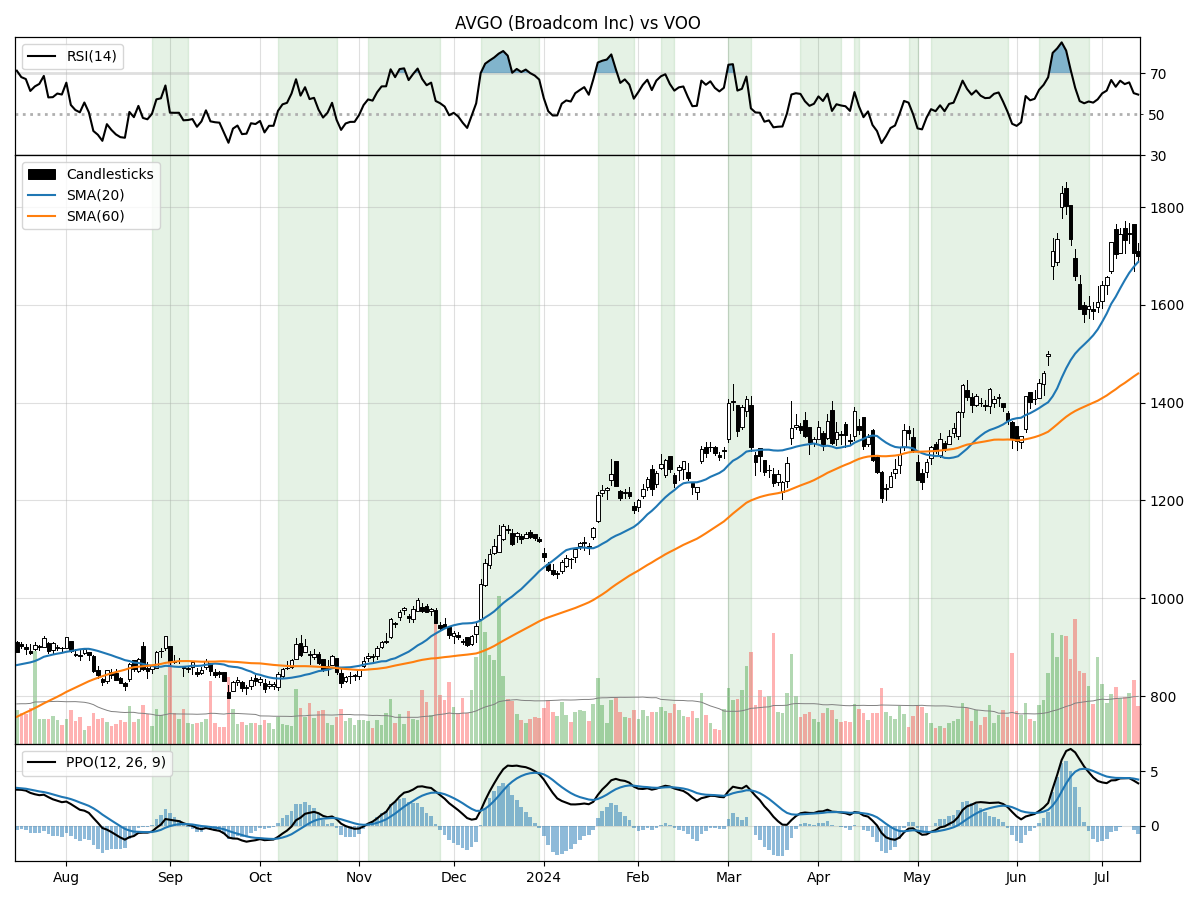 AVGO (Broadcom Inc) vs VOO
RSI(14)
70
50
30
Candlesticks
SMA(20)
SMA(60)
1800
1600
1400
1200
1000
800
PPO(12, 26, 9)
5
0
Aug Sep Oct Nov Dec 2024 Feb Mar Apr May Jun Jul